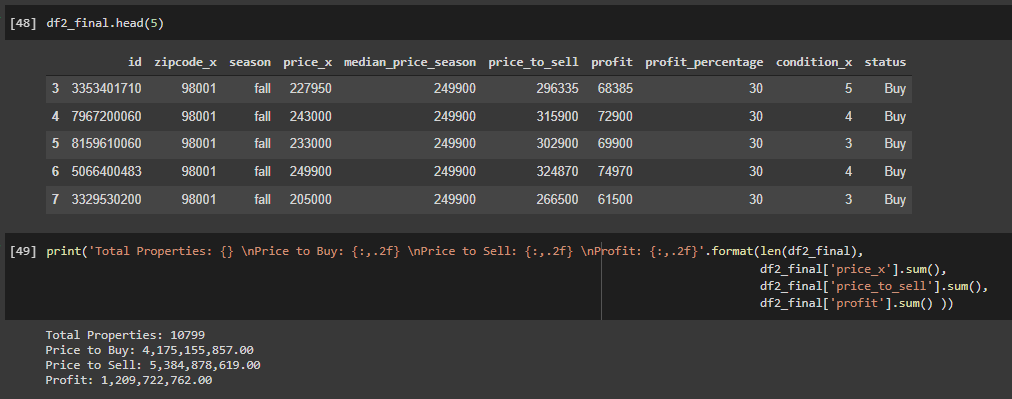 [48] df2_final.head(5)
id zipcode_x season price_x median_price_season price_to_sell profit profit_percentage condition_x status
3 3353401710 98001 fall 227950 249900 296335 68385 30 5 Buy
4 7967200060 98001 fall 243000 249900 315900 72900 30 4 Buy
5 8159610060 98001 fall 233000 249900 302900 69900 30 3 Buy
6 5066400483 98001 fall 249900 249900 324870 74970 30 4 Buy
7 3329530200 98001 fall 205000 249900 266500 61500 30 3 Buy
[49] print('Total Properties: {} \nPrice to Buy: {:,.2f} \nPrice to Sell: {:,.2f} \nProfit: {:,.2f}'.format(len(df2_final),
df2_final['price_x'].sum(),
df2_final['price_to_sell'].sum(),
df2_final['profit'].sum() ))
Total Properties: 10799
Price to Buy: 4,175,155,857.00
Price to Sell: 5,384,878,619.00
Profit: 1,209,722,762.00